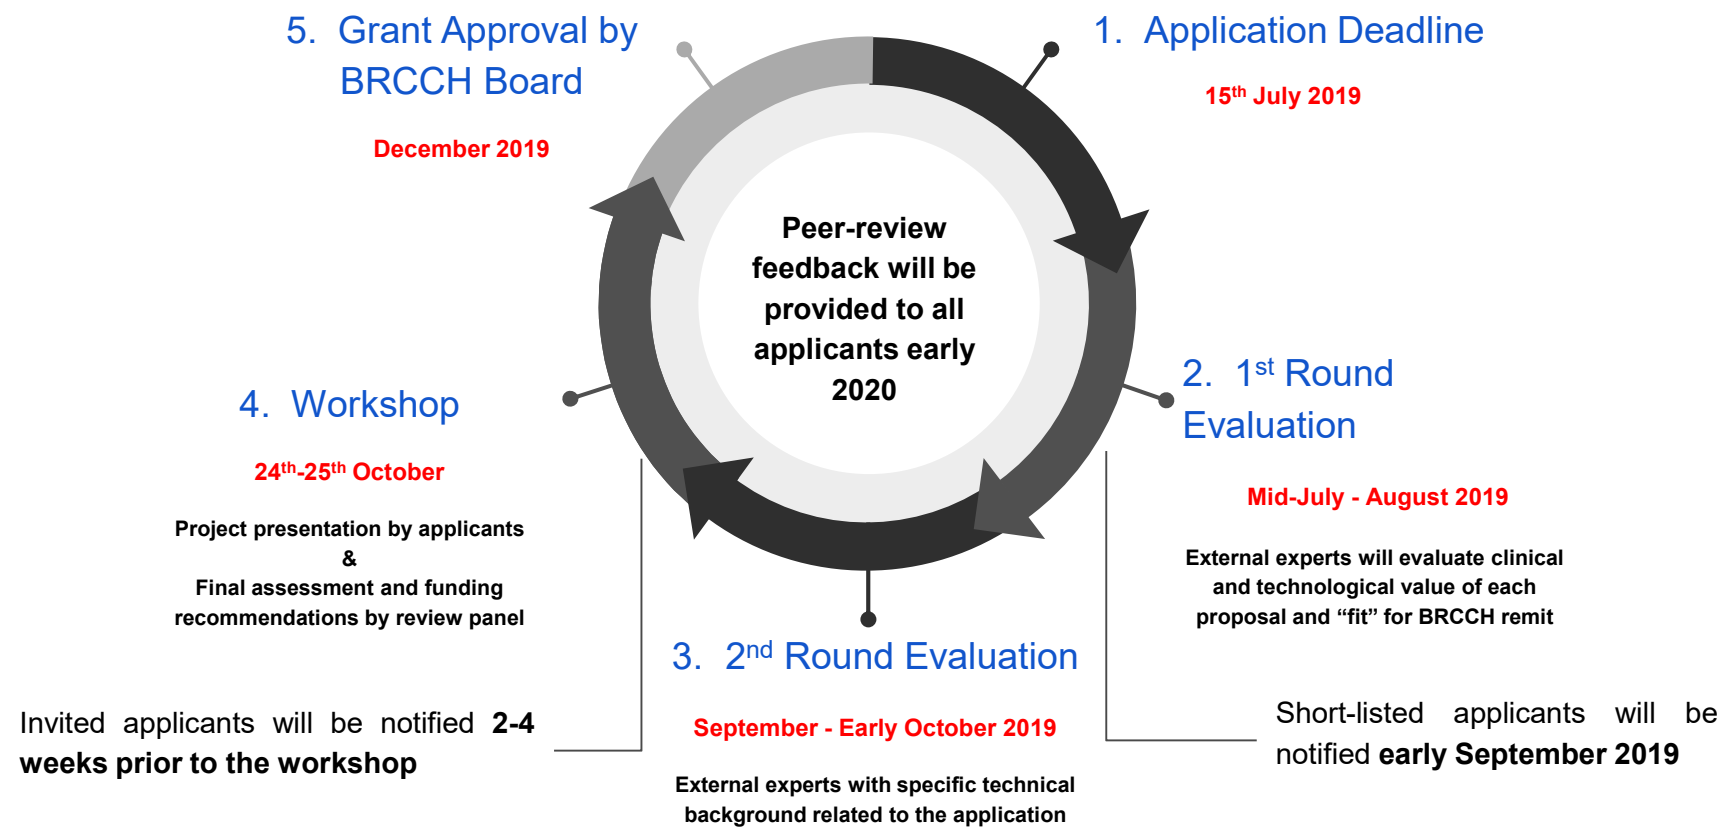 1. Application Deadline
15th July 2019
2. 1st Round
Evaluation
Mid-July - August 2019
External experts will evaluate clinical
and technological value of each
proposal and “fit” for BRCCH remit
Short-listed applicants will be
notified early September 2019
3. 2nd Round Evaluation
September - Early October 2019
External experts with specific technical
background related to the application
4. Workshop
24th-25th October
Project presentation by applicants
&
Final assessment and funding
recommendations by review panel
Invited applicants will be notified 2-4
weeks prior to the workshop
5. Grant Approval by
BRCCH Board
December 2019
Peer-review
feedback will be
provided to all
applicants early
2020